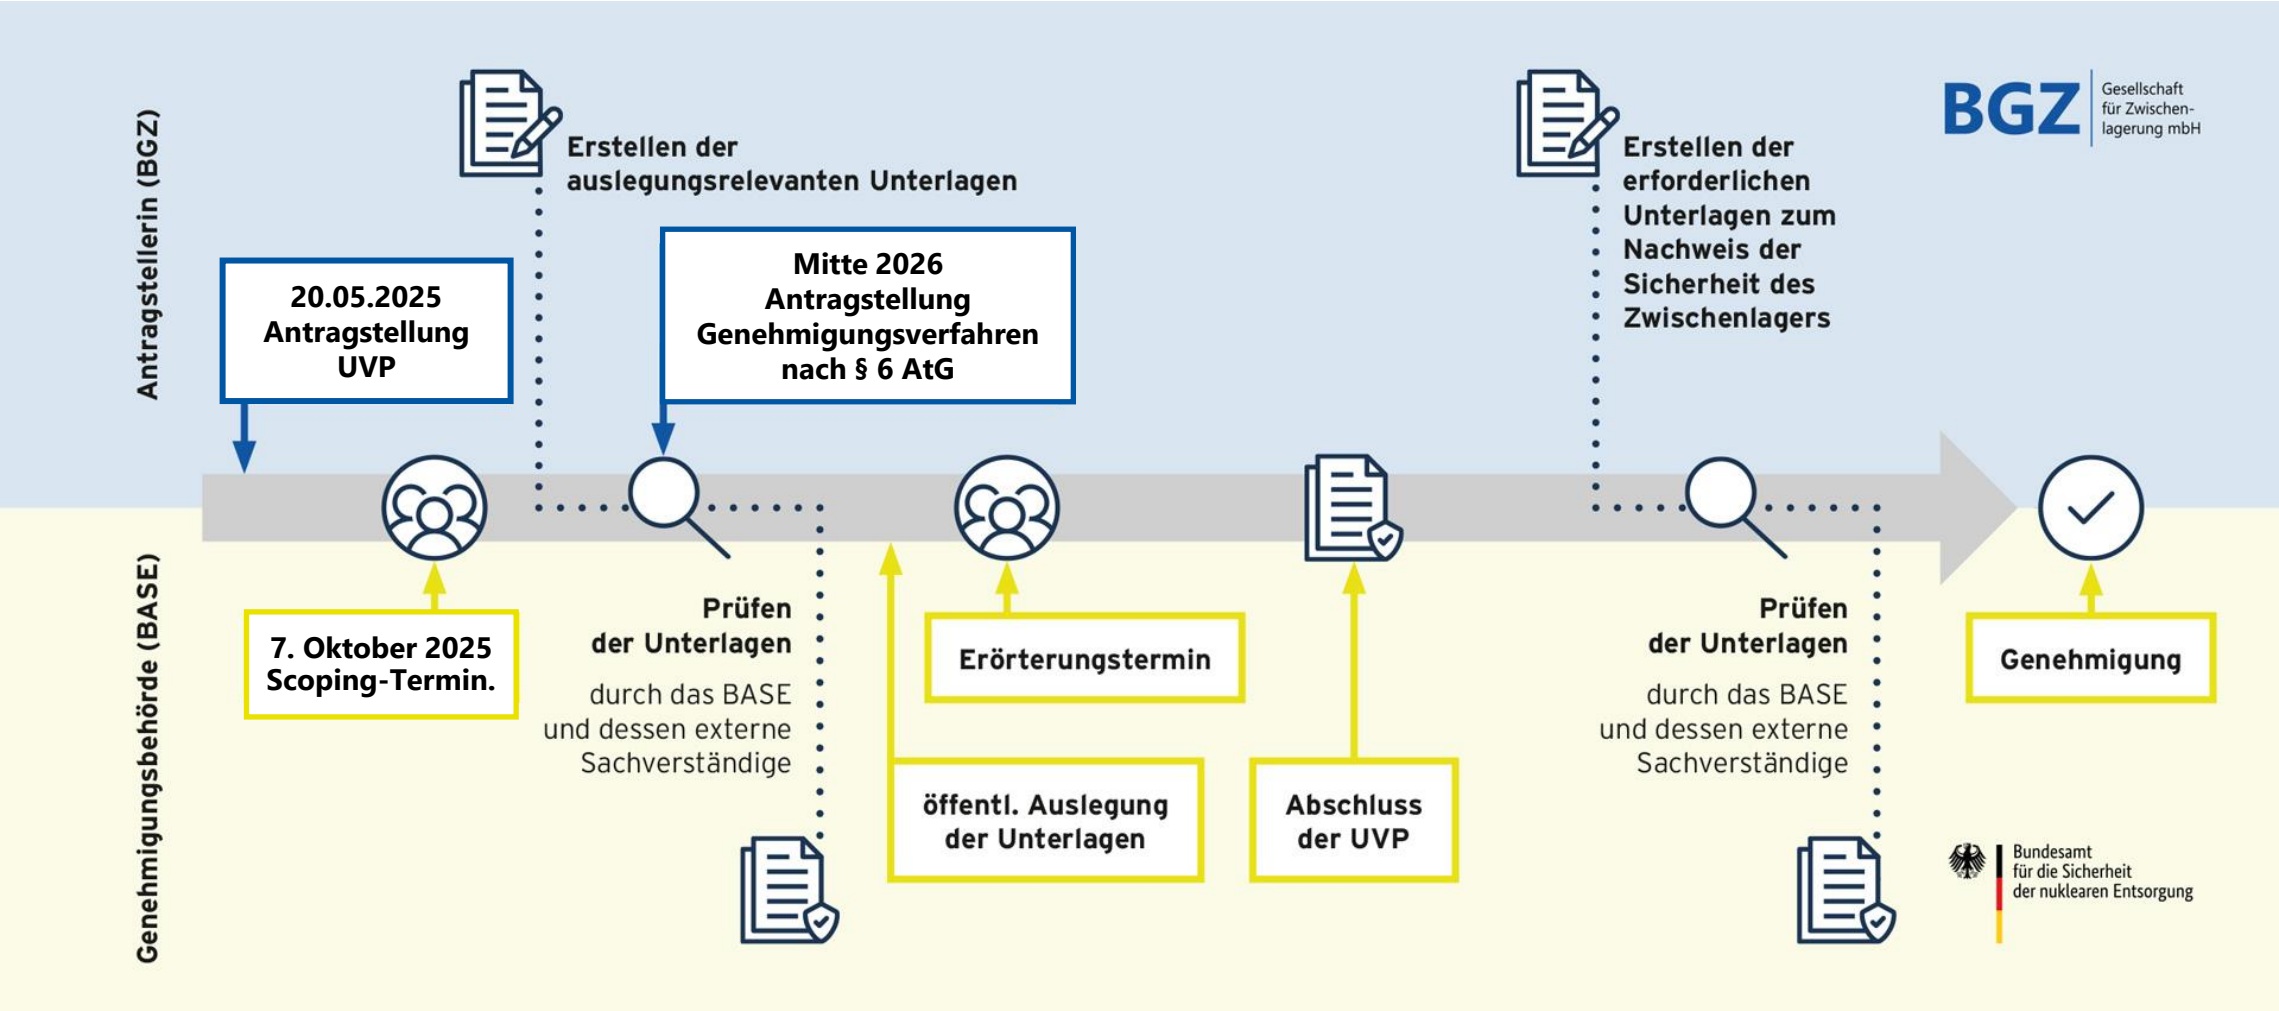 Antragstellerin (BGZ)
Erstellen der
auslegungsrelevanten Unterlagen
20.05.2025
Antragstellung
UVP
Mitte 2026
Antragstellung
Genehmigungsverfahren
nach § 6 AtG
Erstellen der
erforderlichen
Unterlagen zum
Nachweis der
Sicherheit des
Zwischenlagers
BGZ
Gesellschaft
für Zwischen-
lagerung mbH
Genehmigungsbehörde (BASE)
7. Oktober 2025
Scoping-Termin.
Prüfen
der Unterlagen
durch das BASE
und dessen externe
Sachverständige
Erörterungstermin
öffentl. Auslegung
der Unterlagen
Abschluss
der UVP
Prüfen
der Unterlagen
durch das BASE
und dessen externe
Sachverständige
Genehmigung
Bundesamt
für die Sicherheit
der nuklearen Entsorgung